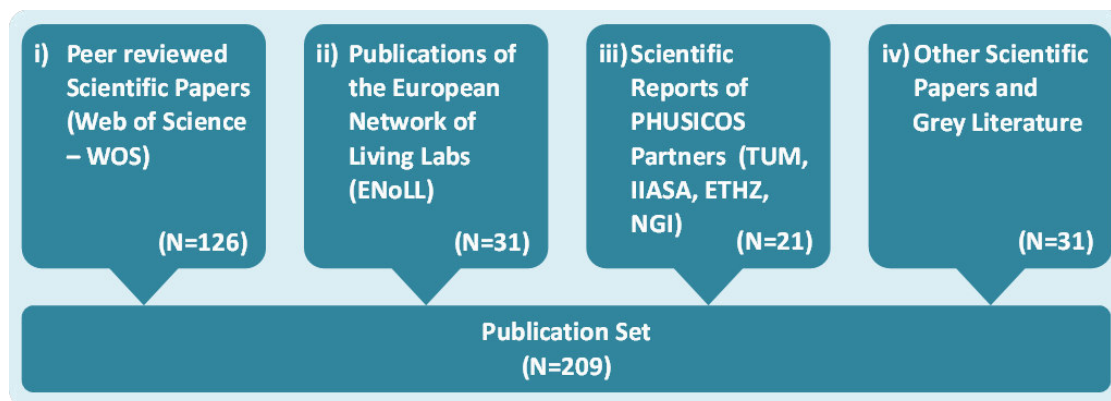 i) Peer reviewed
Scientific Papers
(Web of Science
– WOS)
(N=126)
ii) Publications of
the European
Network of
Living Labs
(ENoLL)
(N=31)
iii) Scientific
Reports of
PHUSICOS
Partners (TUM,
IIASA, ETHZ,
NGI)
(N=21)
iv) Other Scientific
Papers and
Grey Literature
(N=31)
Publication Set
(N=209)